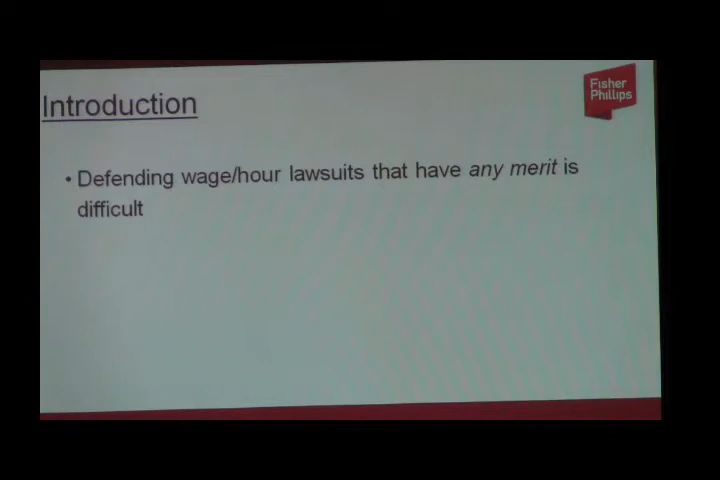 Introduction
Fisher
Phillips
• Defending wage/hour lawsuits that have any merit is
difficult